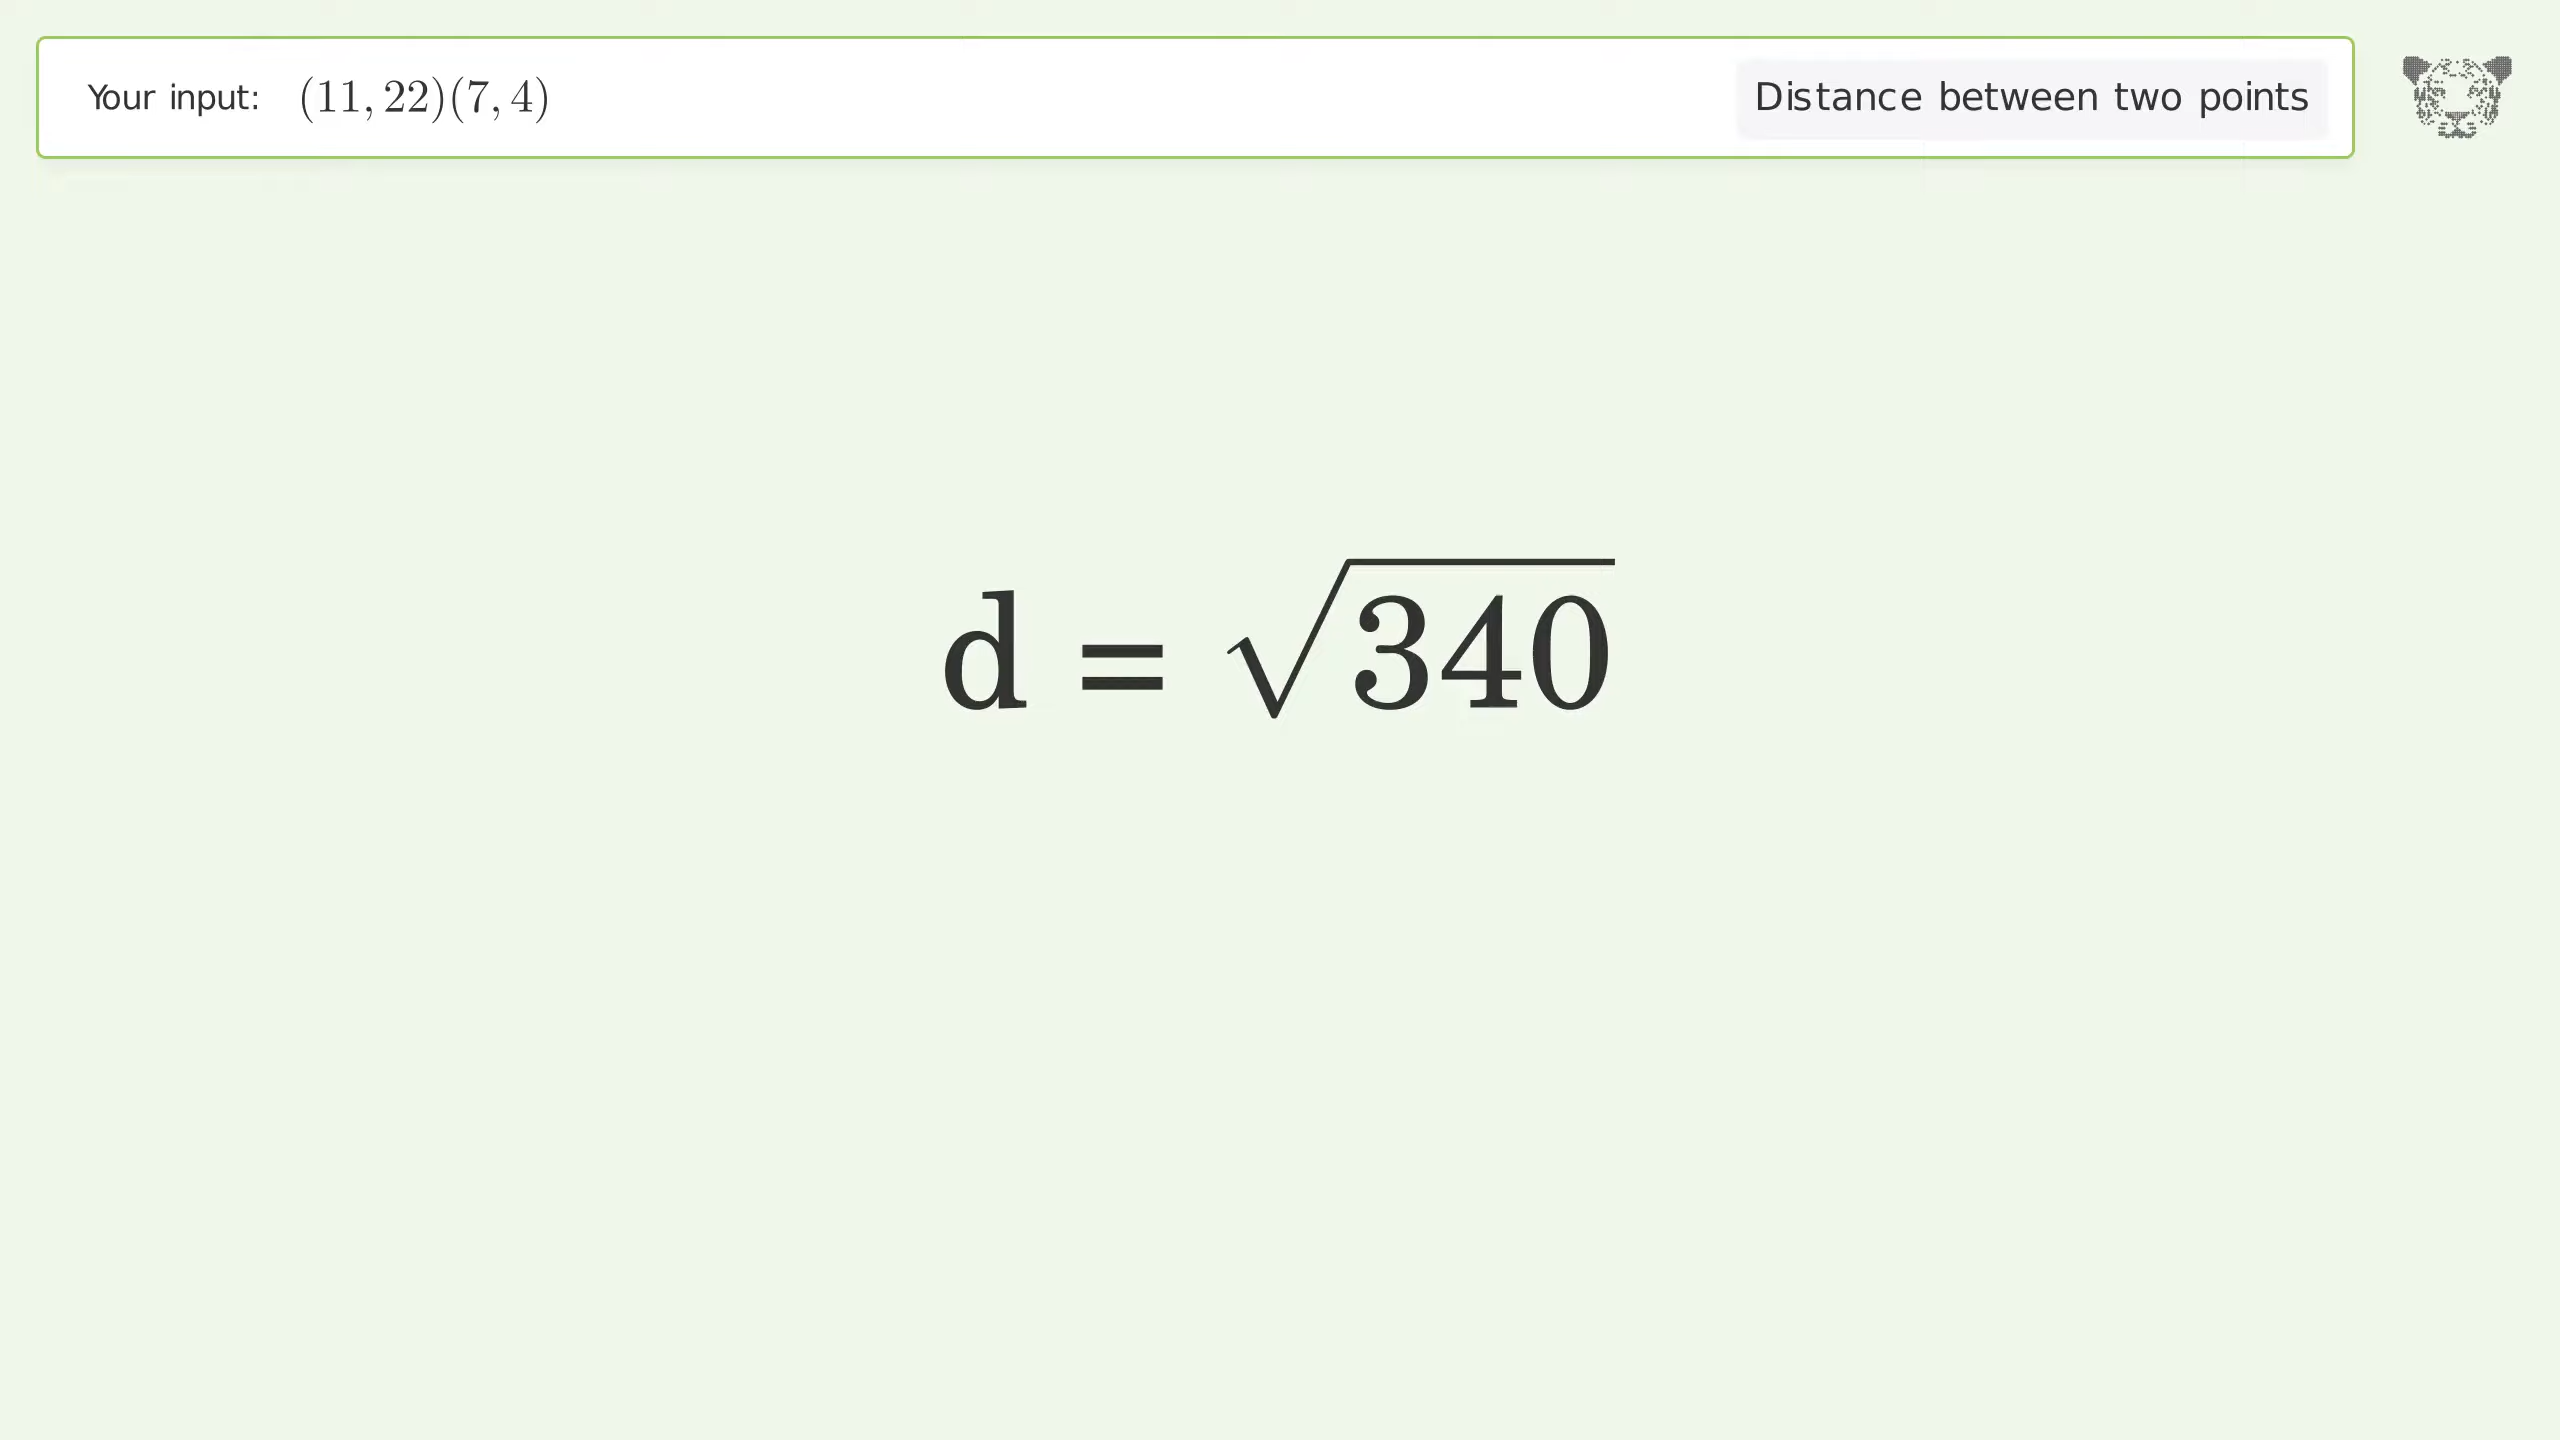 Your input: (11, 22)(7, 4) Distance between two points
d = √340